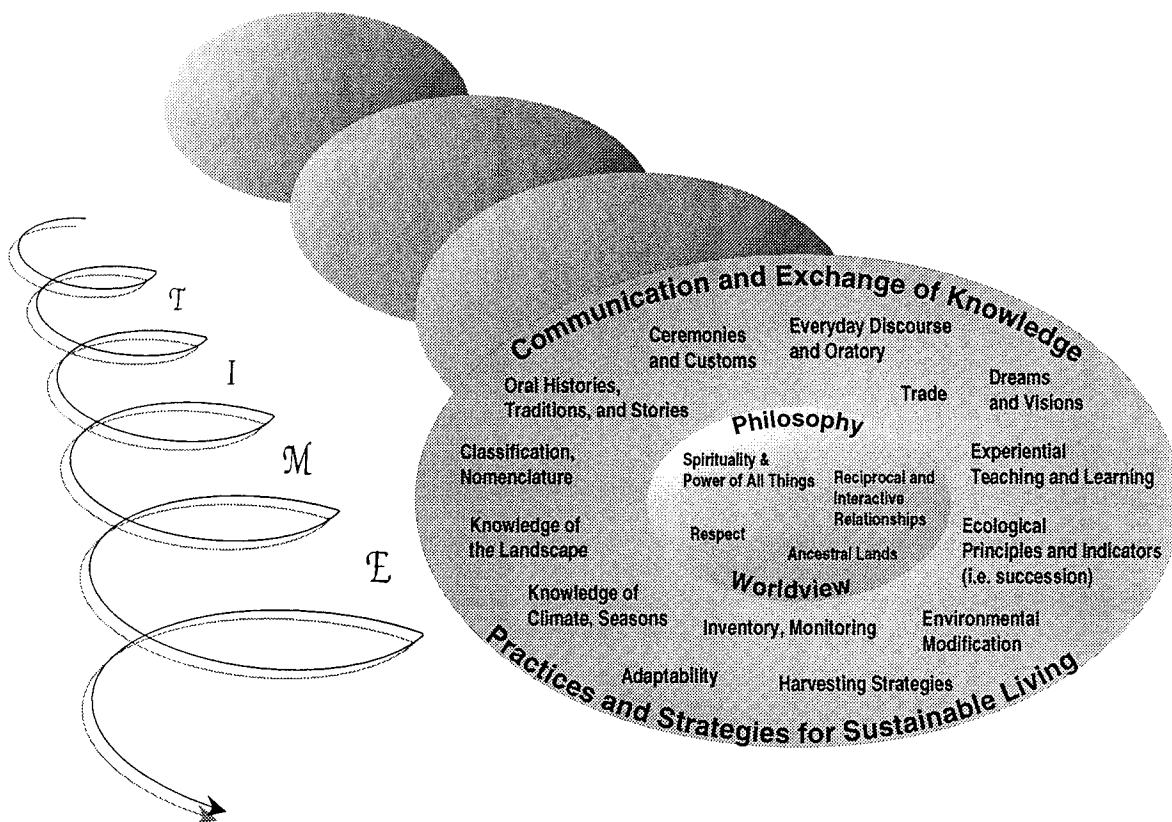 T
I
M
E
Communication and Exchange of Knowledge
Ceremonies
and Customs
Everyday Discourse
and Oratory
Oral Histories,
Traditions, and Stories
Trade
Dreams
and Visions
Classification,
Nomenclature
Experiential
Teaching and Learning
Knowledge of
the Landscape
Ecological
Principles and Indicators
(i.e. succession)
Knowledge of
Climate, Seasons
Inventory, Monitoring
Environmental
Modification
Adaptability
Harvesting Strategies
Practices and Strategies for Sustainable Living
Philosophy
Spirituality &
Power of All Things
Reciprocal and
Interactive
Relationships
Respect
Ancestral Lands
Worldview